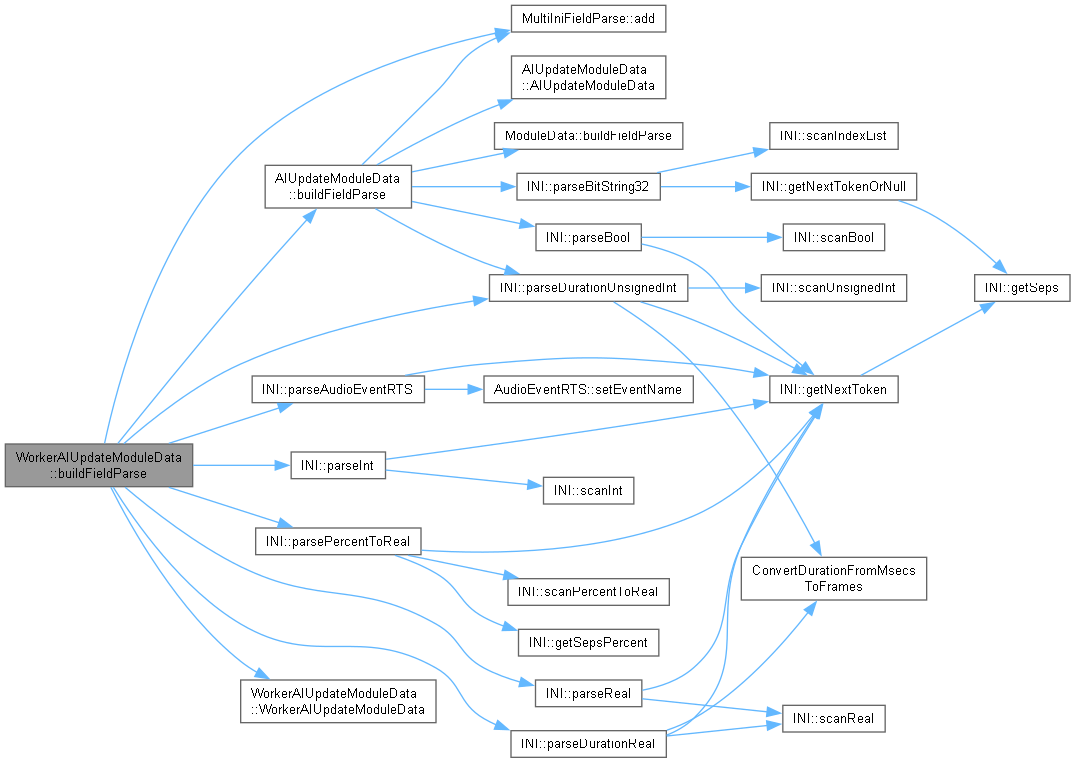 MultiIniFieldParse::add
AIUpdateModuleData
::AIUpdateModuleData
ModuleData::buildFieldParse
INI::scanIndexList
AIUpdateModuleData
::buildFieldParse
INI::parseBitString32
INI::getNextTokenOrNull
INI::parseBool
INI::scanBool
INI::parseDurationUnsignedInt
INI::scanUnsignedInt
INI::getSeps
INI::parseAudioEventRTS
AudioEventRTS::setEventName
INI::getNextToken
WorkerAIUpdateModuleData
::buildFieldParse
INI::parseInt
INI::scanInt
INI::parsePercentToReal
INI::scanPercentToReal
ConvertDurationFromMsecs
ToFrames
INI::getSepsPercent
WorkerAIUpdateModuleData
::WorkerAIUpdateModuleData
INI::parseReal
INI::scanReal
INI::parseDurationReal